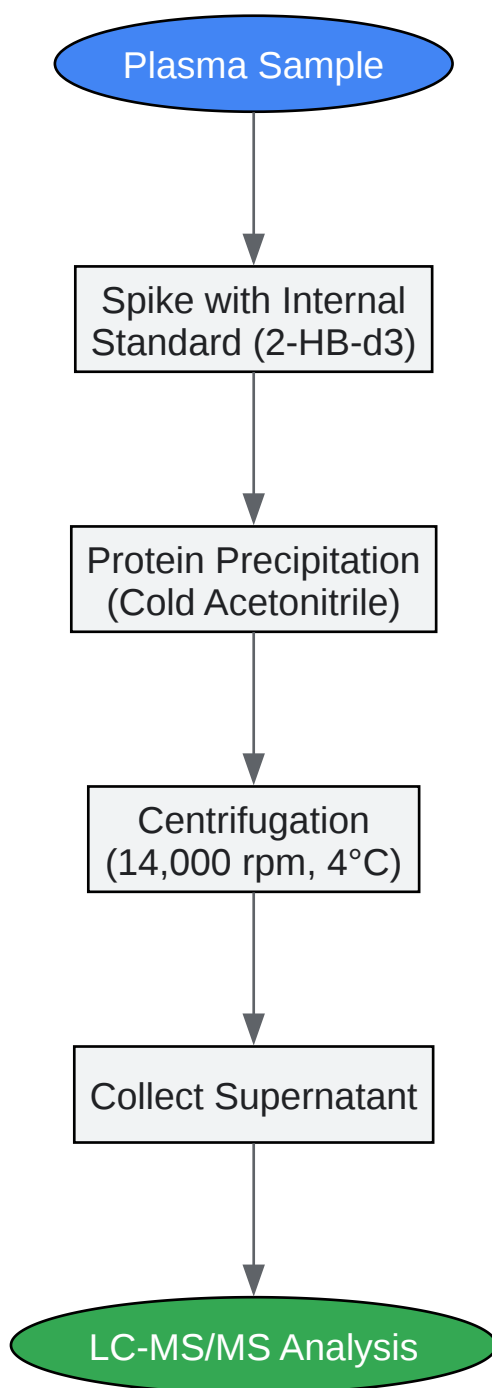 Plasma Sample
Spike with Internal
Standard (2-HB-d3)
Protein Precipitation
(Cold Acetonitrile)
Centrifugation
(14,000 rpm, 4°C)
Collect Supernatant
LC-MS/MS Analysis